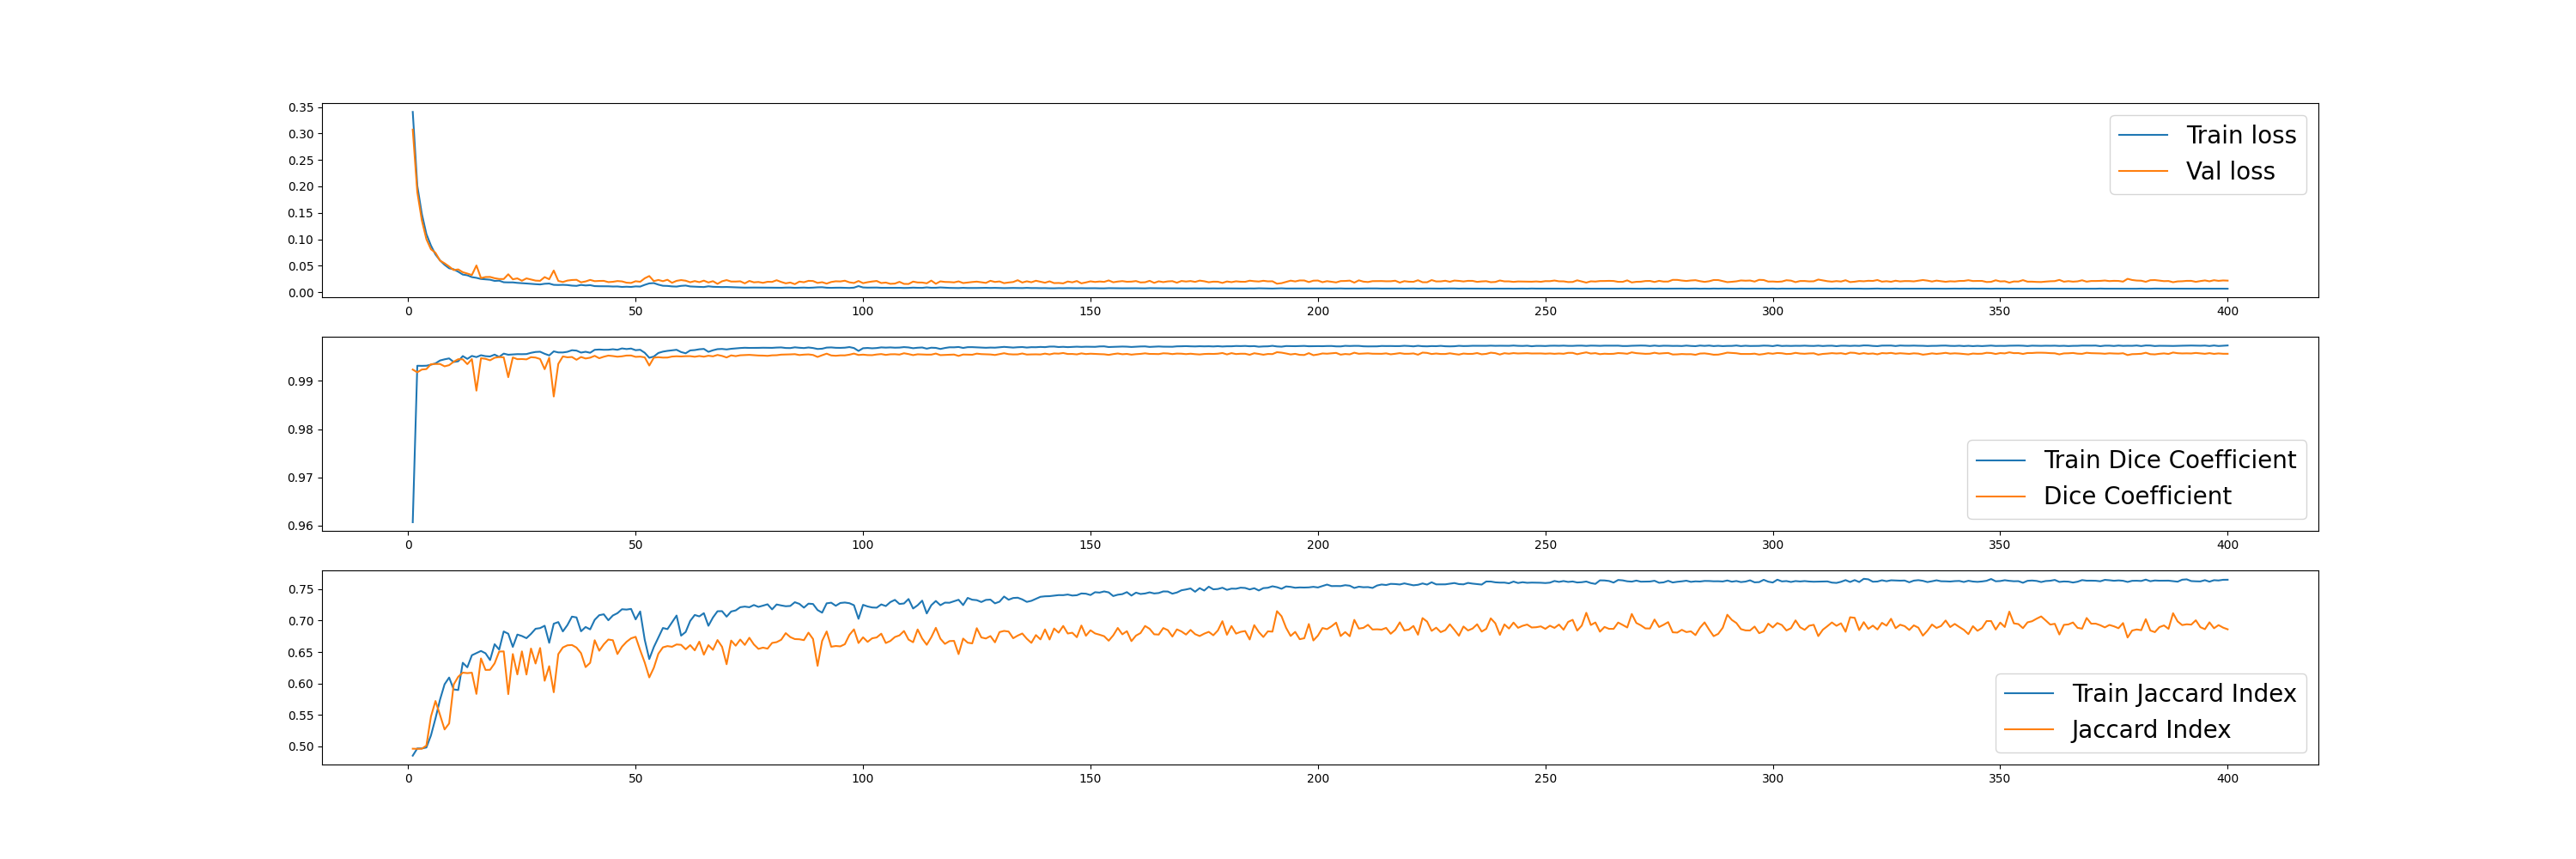 0.35
0.30
0.25
0.20
0.15
0.10
0.05
0.00
Train loss
Val loss
0 50 100 150 200 250 300 350 400
0.99
0.98
0.97
0.96
Train Dice Coefficient
Dice Coefficient
0 50 100 150 200 250 300 350 400
0.75
0.70
0.65
0.60
0.55
0.50
Train Jaccard Index
Jaccard Index
0 50 100 150 200 250 300 350 400